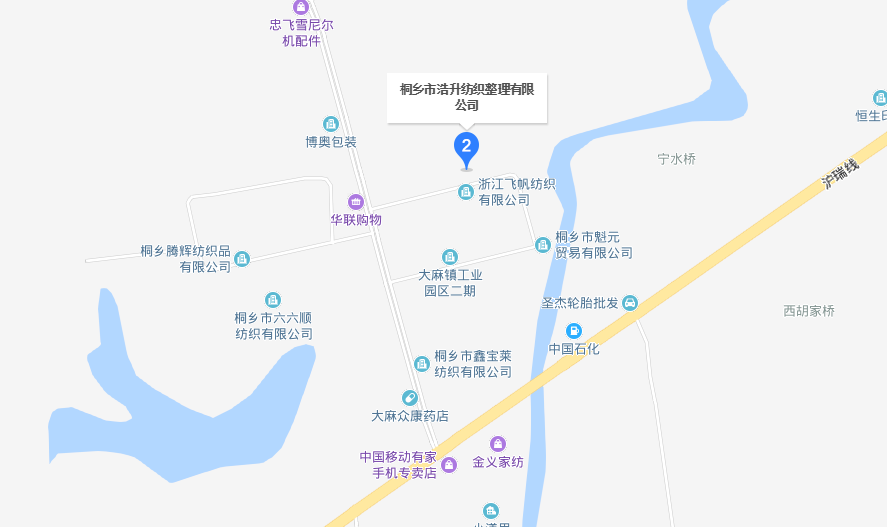 忠飞雪尼尔
机配件
桐乡市浩升纺织整理有限
公司
恒生印
博奥包装
2
宁水桥
沪瑞线
浙江飞帆纺织
有限公司
华联购物
桐乡市魁元
贸易有限公司
桐乡腾辉纺织品
有限公司
大麻镇工业
园区二期
圣杰轮胎批发
西胡家桥
桐乡市六六顺
纺织有限公司
中国石化
桐乡市鑫宝莱
纺织有限公司
大麻众康药店
中国移动有家
手机专卖店
金义家纺